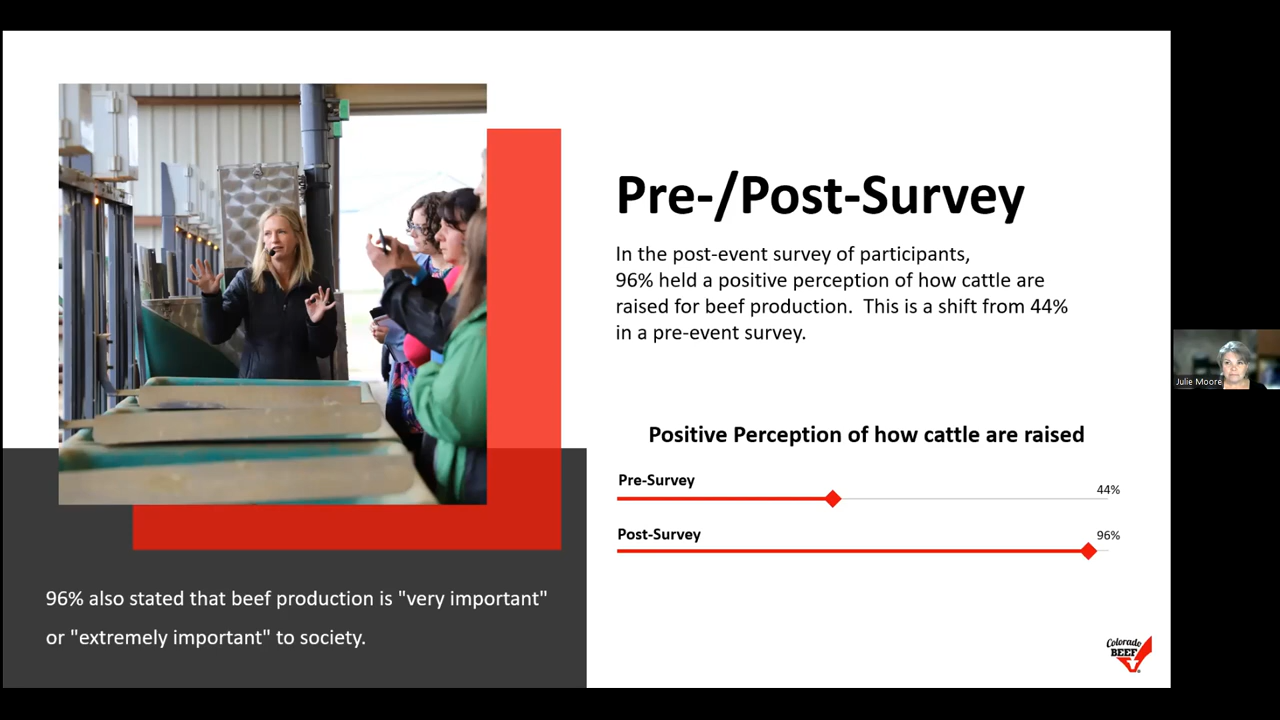 Pre-/Post-Survey
In the post-event survey of participants,
96% held a positive perception of how cattle are
raised for beef production.  This is a shift from 44%
in a pre-event survey.
Positive Perception of how cattle are raised
Pre-Survey
44%
Post-Survey
96%
96% also stated that beef production is "very important"
or "extremely important" to society.
Colorado
BEEF
Julie Moore